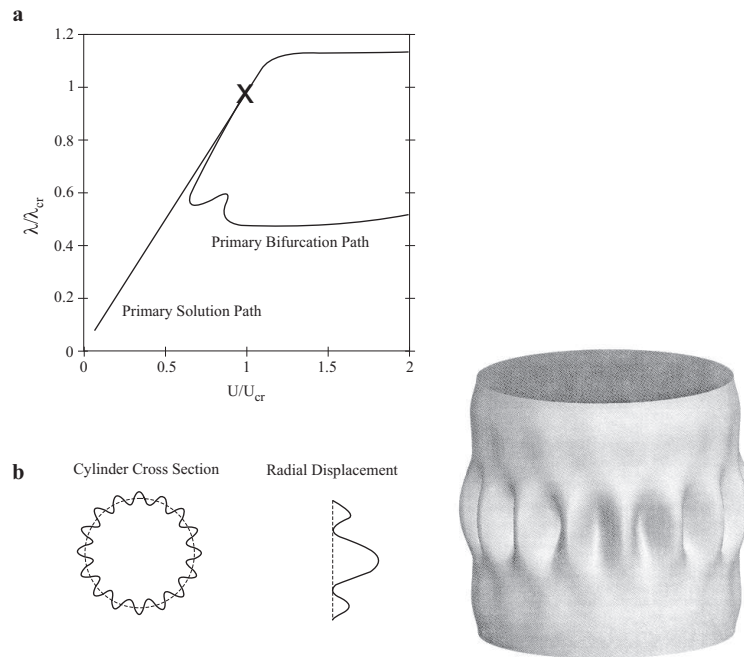 a
1.2
1
0.8
0.6
0.4
0.2
0
λ/λcr
X
Primary Bifurcation Path
Primary Solution Path
0 0.5 1 1.5 2
U/Ucr
b
Cylinder Cross Section Radial Displacement